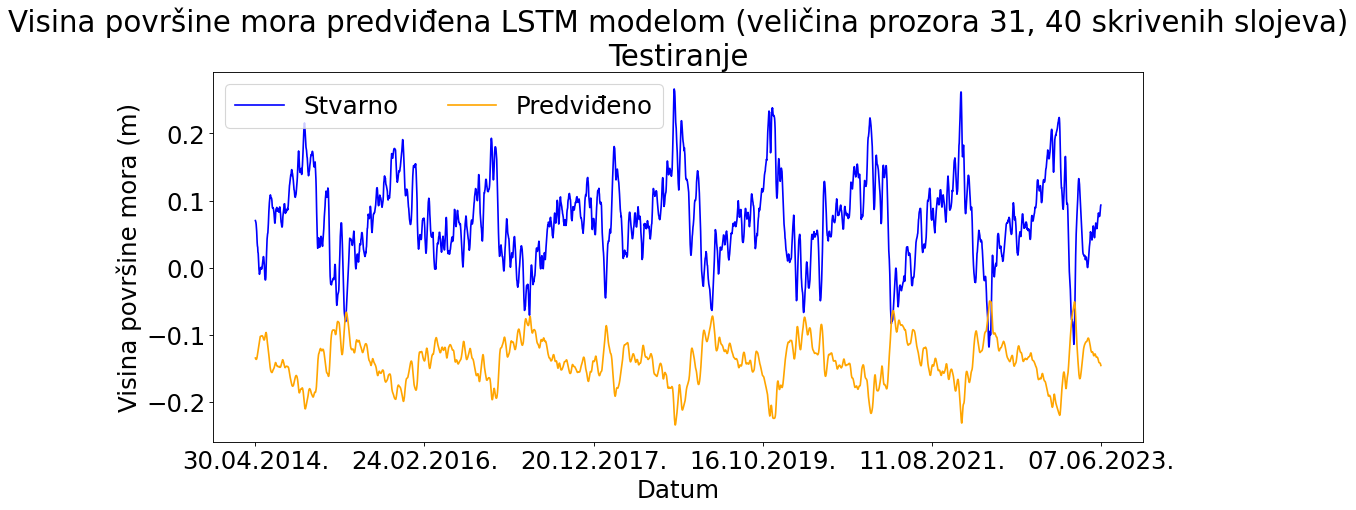 Visina površine mora predviđena LSTM modelom (veličina prozora 31, 40 skrivenih slojeva)
Testiranje
Stvarno Predviđeno
Visina površine mora (m)
0.2
0.1
0.0
−0.1
−0.2
30.04.2014. 24.02.2016. 20.12.2017. 16.10.2019. 11.08.2021. 07.06.2023.
Datum